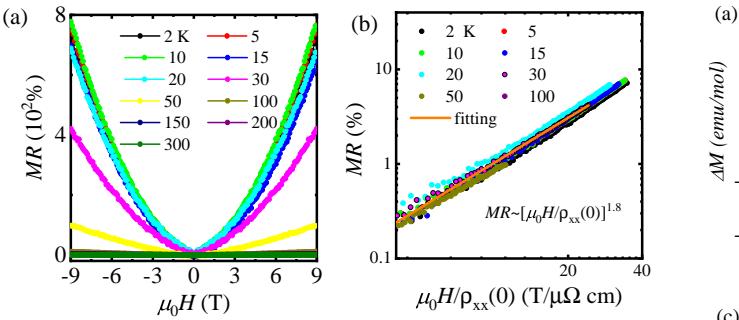 (a)
MR (10²%)
8
4
0
-9 -6 -3 0 3 6 9
μ₀H (T)
2 K 5
10 15
20 30
50 100
150 200
300
(b)
MR (%)
10
1
0.1
20 40
μ₀H/ρxx(0) (T/μΩ cm)
2 K 5
10 15
20 30
50 100
fitting
MR~[μ₀H/ρxx(0)]¹·⁸
(a)
ΔM (emu/mol)
(c)